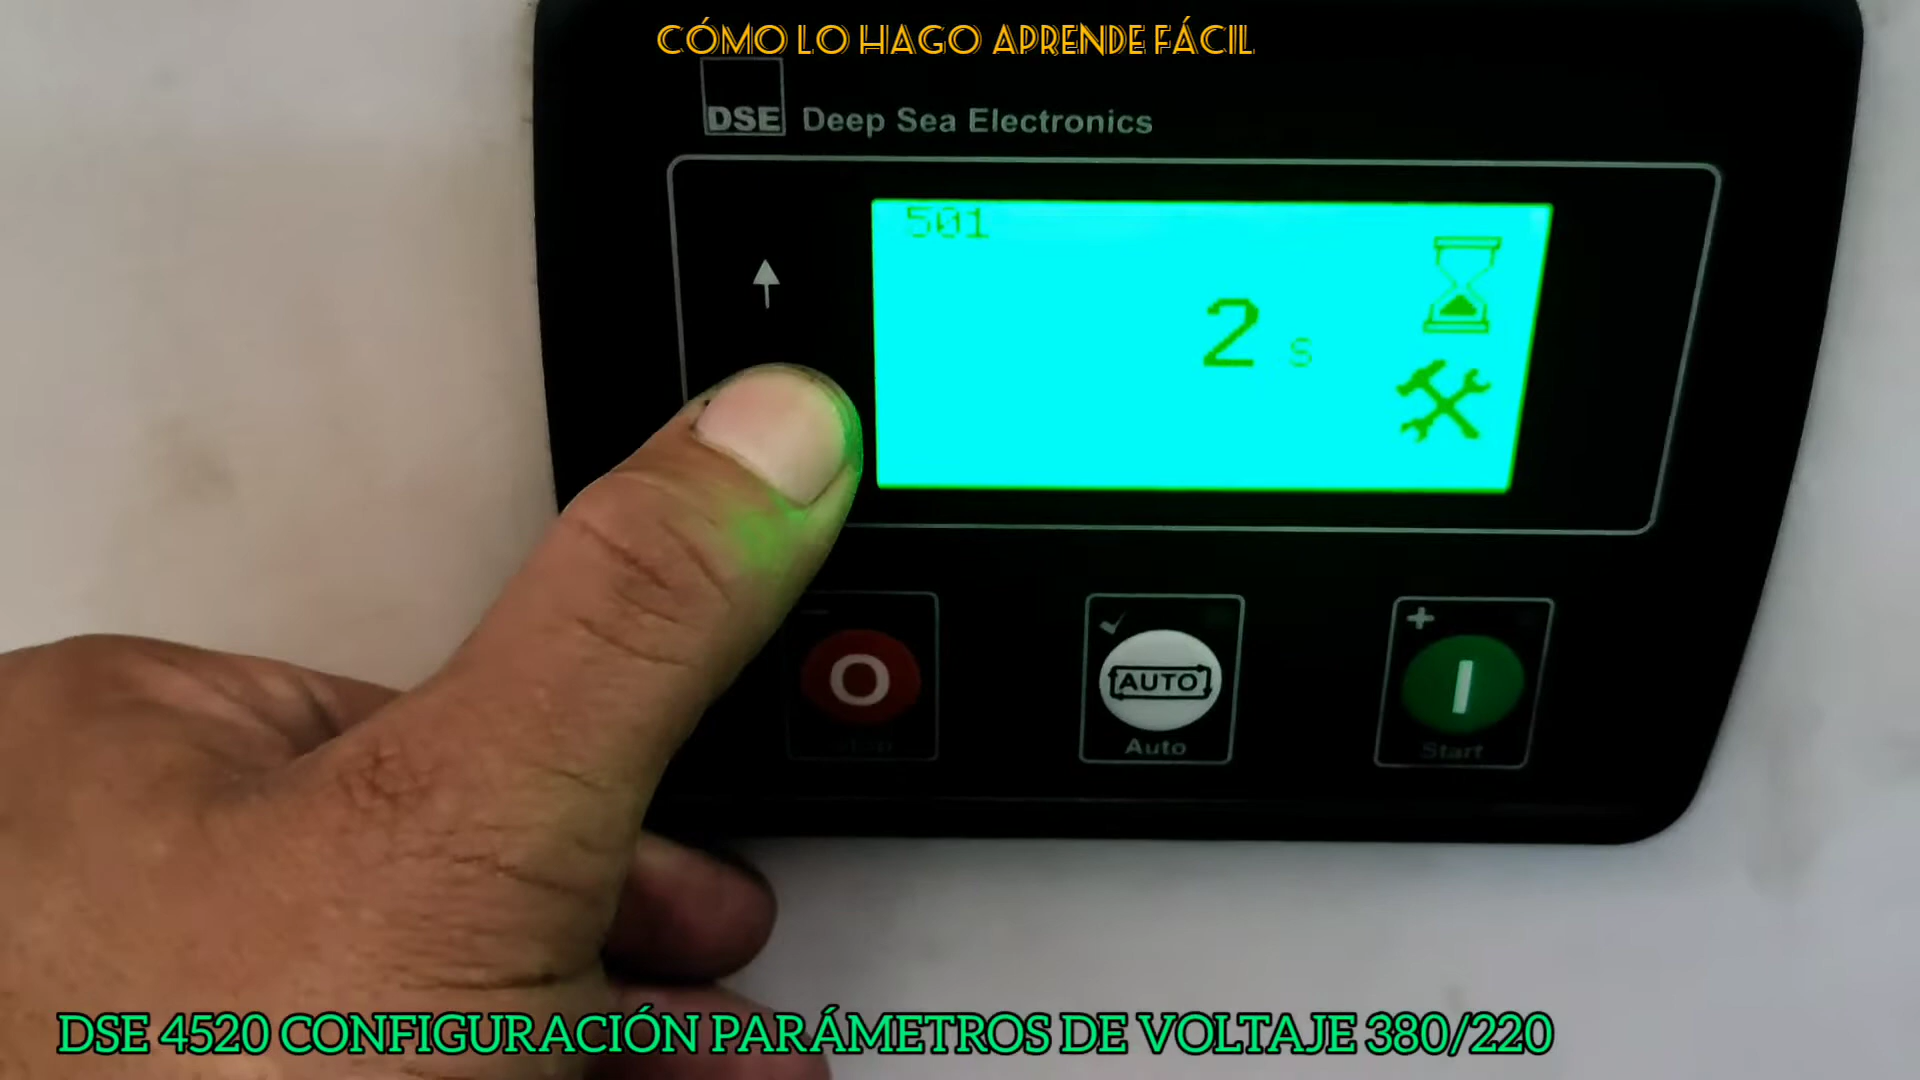 CÓMO LO HAGO APRENDE FÁCIL
DSE Deep Sea Electronics
501
2 s
O AUTO I
Stop Auto Start
DSE 4520 CONFIGURACIÓN PARÁMETROS DE VOLTAJE 380/220